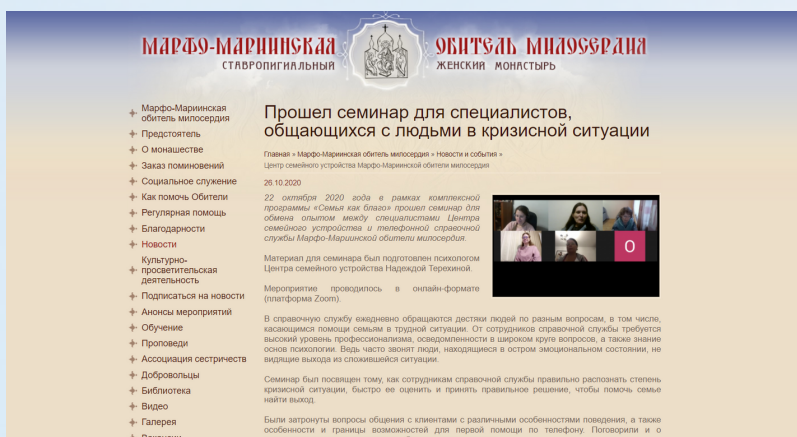 МАРФО-МАРИИНСКАЯ ОБИТЕЛЬ МИЛОСЕРДИЯ
СТАВРОПИГИАЛЬНЫЙ ЖЕНСКИЙ МОНАСТЫРЬ
Марфо-Мариинская
обитель милосердия
Предстоятель
О монашестве
Заказ поминовений
Социальное служение
Как помочь Обители
Регулярная помощь
Благодарности
Новости
Культурно-
просветительская
деятельность
Подписаться на новости
Анонсы мероприятий
Обучение
Проповеди
Ассоциация сестричеств
Добровольцы
Библиотека
Видео
Галерея
Прошел семинар для специалистов,
общающихся с людьми в кризисной ситуации
Главная » Марфо-Мариинская обитель милосердия » Новости и события »
Центр семейного устройства Марфо-Мариинской обители милосердия
26.10.2020
22 октября 2020 года в рамках комплексной
программы «Семья как благо» прошел семинар для
обмена опытом между специалистами Центра
семейного устройства и телефонной справочной
службы Марфо-Мариинской обители милосердия.
Материал для семинара был подготовлен психологом
Центра семейного устройства Надеждой Терехиной.
Мероприятие проводилось в онлайн-формате
(платформа Zoom).
О
В справочную службу ежедневно обращаются дестяки людей по разным вопросам, в том числе,
касающимся помощи семьям в трудной ситуации. От сотрудников справочной службы требуется
высокий уровень профессионализма, осведомленности в широком круге вопросов, а также знание
основ психологии. Ведь часто звонят люди, находящиеся в остром эмоциональном состоянии, не
видящие выхода из сложившейся ситуации.
Семинар был посвящен тому, как сотрудникам справочной службы правильно распознать степень
кризисной ситуации, быстро ее оценить и принять правильное решение, чтобы помочь семье
найти выход.
Были затронуты вопросы общения с клиентами с различными особенностями поведения, а также
особенности и границы возможностей для первой помощи по телефону. Поговорили и о